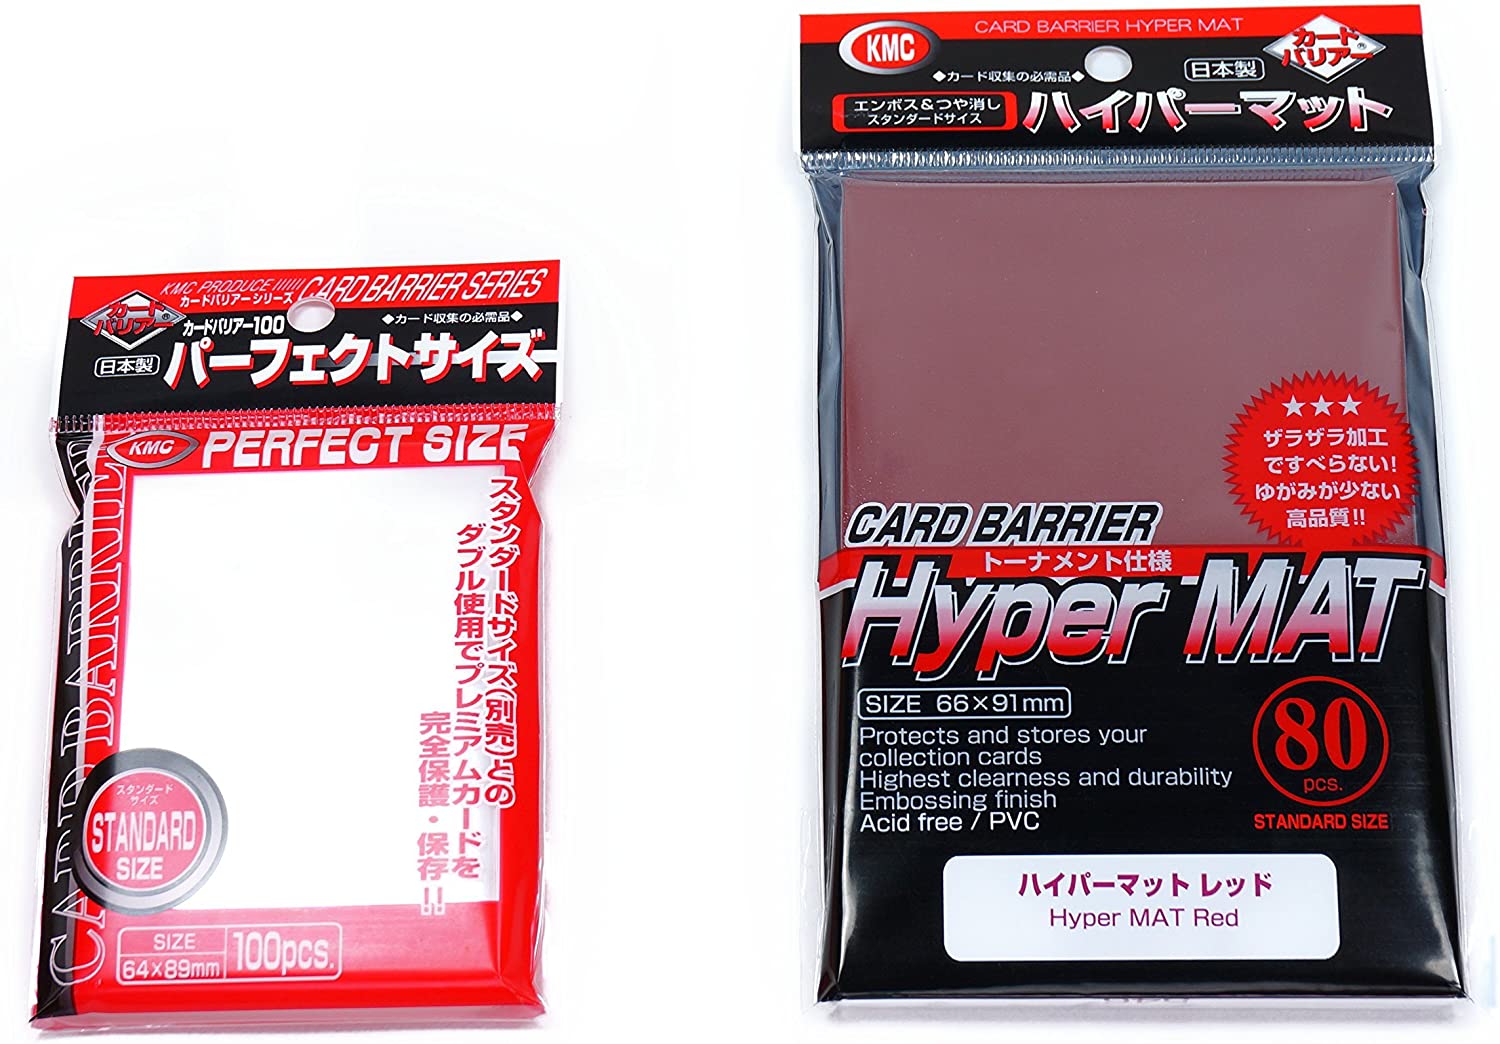 KMC PRODUCE
CARD BARRIER SERIES
カードバリアーシリーズ
カード
バリアー®
カードバリアー100
◆カード収集の必需品◆
日本製
パーフェクトサイズ
KMC
PERFECT SIZE
CARD BARRIER
スタンダードサイズ(別売)との
ダブル使用でプレミアムカードを
完全保護・保存!!
スタンダード
サイズ
STANDARD
SIZE
SIZE
64×89mm
100pcs.
CARD BARRIER HYPER MAT
KMC
◆カード収集の必需品◆
日本製
カード
バリアー®
エンボス&つや消し
スタンダードサイズ
ハイパーマット
★★★
ザラザラ加工
ですべらない!
ゆがみが少ない
高品質!!
CARD BARRIER
トーナメント仕様
Hyper MAT
SIZE 66×91mm
Protects and stores your
collection cards
Highest clearness and durability
Embossing finish
Acid free / PVC
80
pcs.
STANDARD SIZE
ハイパーマット レッド
Hyper MAT Red